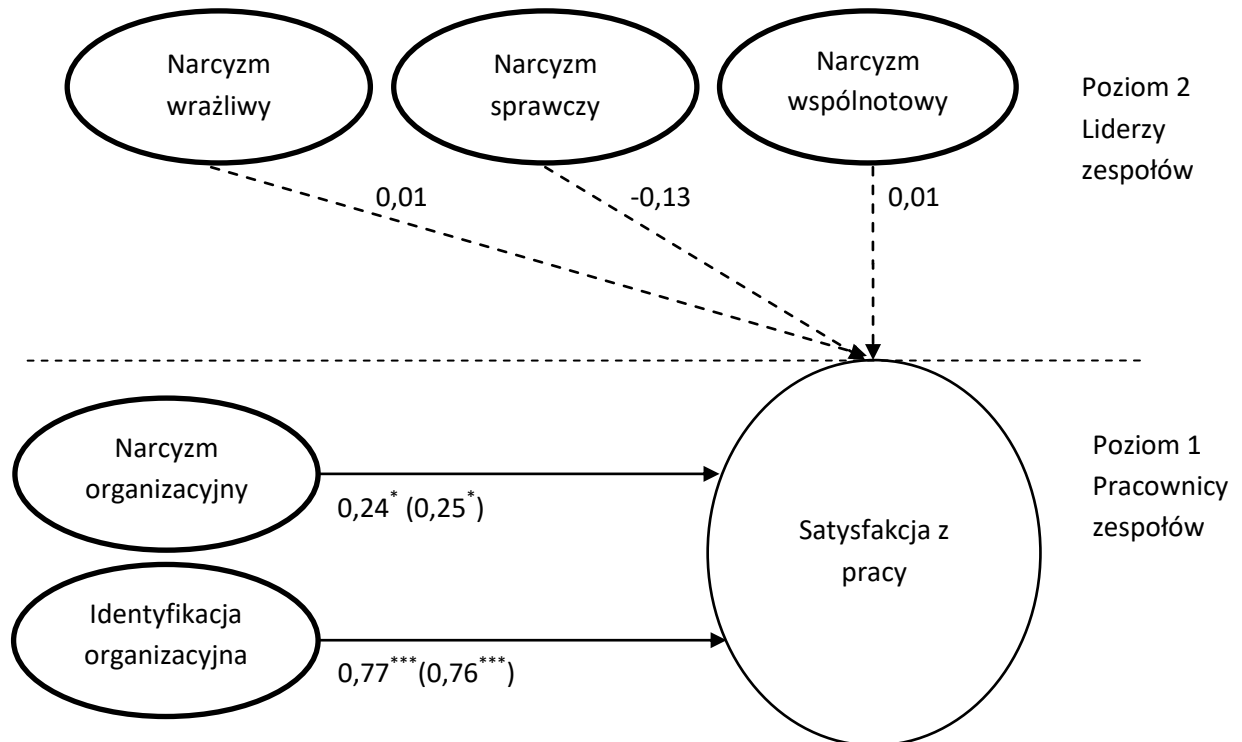 Narcyzm
wrażliwy
Narcyzm
sprawczy
Narcyzm
wspólnotowy
Poziom 2
Liderzy
zespołów
0,01
-0,13
0,01
Narcyzm
organizacyjny
0,24* (0,25*)
Poziom 1
Pracownicy
zespołów
Satysfakcja z
pracy
Identyfikacja
organizacyjna
0,77***(0,76***)